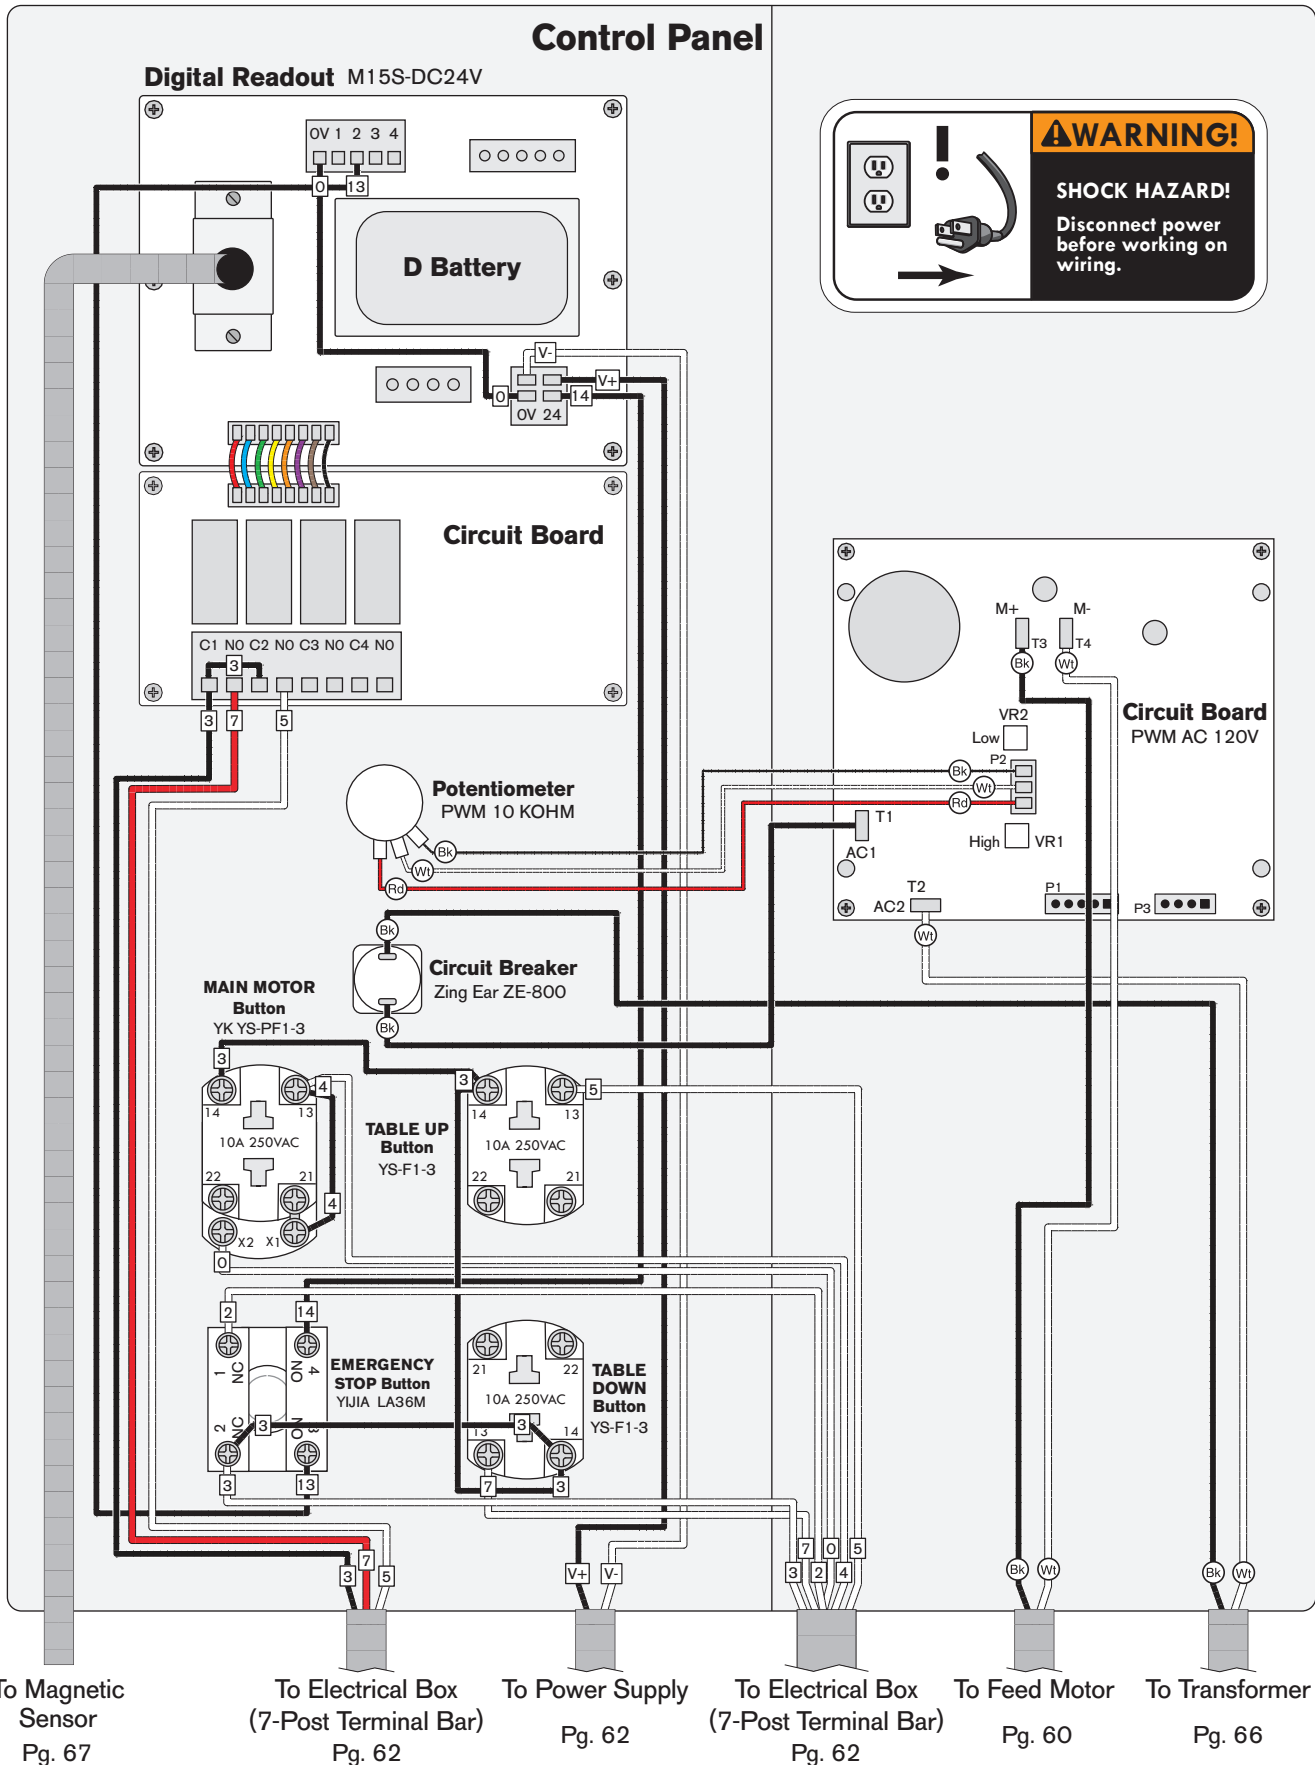 Control Panel
Digital Readout M15S-DC24V
0V 1 2 3 4
0 13
D Battery
V-
V+
0 14
0V 24
WARNING!
SHOCK HAZARD!
Disconnect power
before working on
wiring.
Circuit Board
C1 NO C2 NO C3 NO C4 NO
3
3 7 5
M+ M-
T3 T4
Bk Wt
VR2
Low
Circuit Board
PWM AC 120V
P2
Bk
Wt
Rd
T1
AC1
High VR1
T2
AC2
Wt
P1
P3
Potentiometer
PWM 10 KOHM
Bk
Wt
Rd
Bk
Circuit Breaker
Zing Ear ZE-800
Bk
MAIN MOTOR
Button
YK YS-PF1-3
3 4
14 13
10A 250VAC
22 21
4
X2 X1
0
3 5
14 13
TABLE UP
Button
YS-F1-3
10A 250VAC
22 21
2 14
1 NC NO 4
EMERGENCY
STOP Button
YIJIA LA36M
2 NC NO 3
3
3 13
21 22
TABLE
DOWN
Button
YS-F1-3
10A 250VAC
3
13 14
7 3
3 7 5
V+ V-
3 7 2 0 4 5
Bk Wt
Bk Wt
To Magnetic
Sensor
Pg. 67
To Electrical Box
(7-Post Terminal Bar)
Pg. 62
To Power Supply
Pg. 62
To Electrical Box
(7-Post Terminal Bar)
Pg. 62
To Feed Motor
Pg. 60
To Transformer
Pg. 66